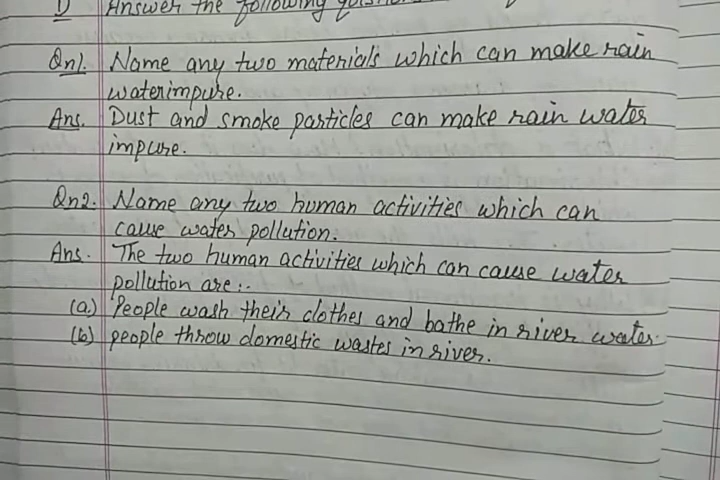 1) Answer the following
Qn1. Name any two materials which can make rain
water impure.
Ans. Dust and smoke particles can make rain water
impure.
Qn2. Name any two human activities which can
cause water pollution.
Ans. The two human activities which can cause water
pollution are:-
(a) People wash their clothes and bathe in river water.
(b) people throw domestic wastes in river.